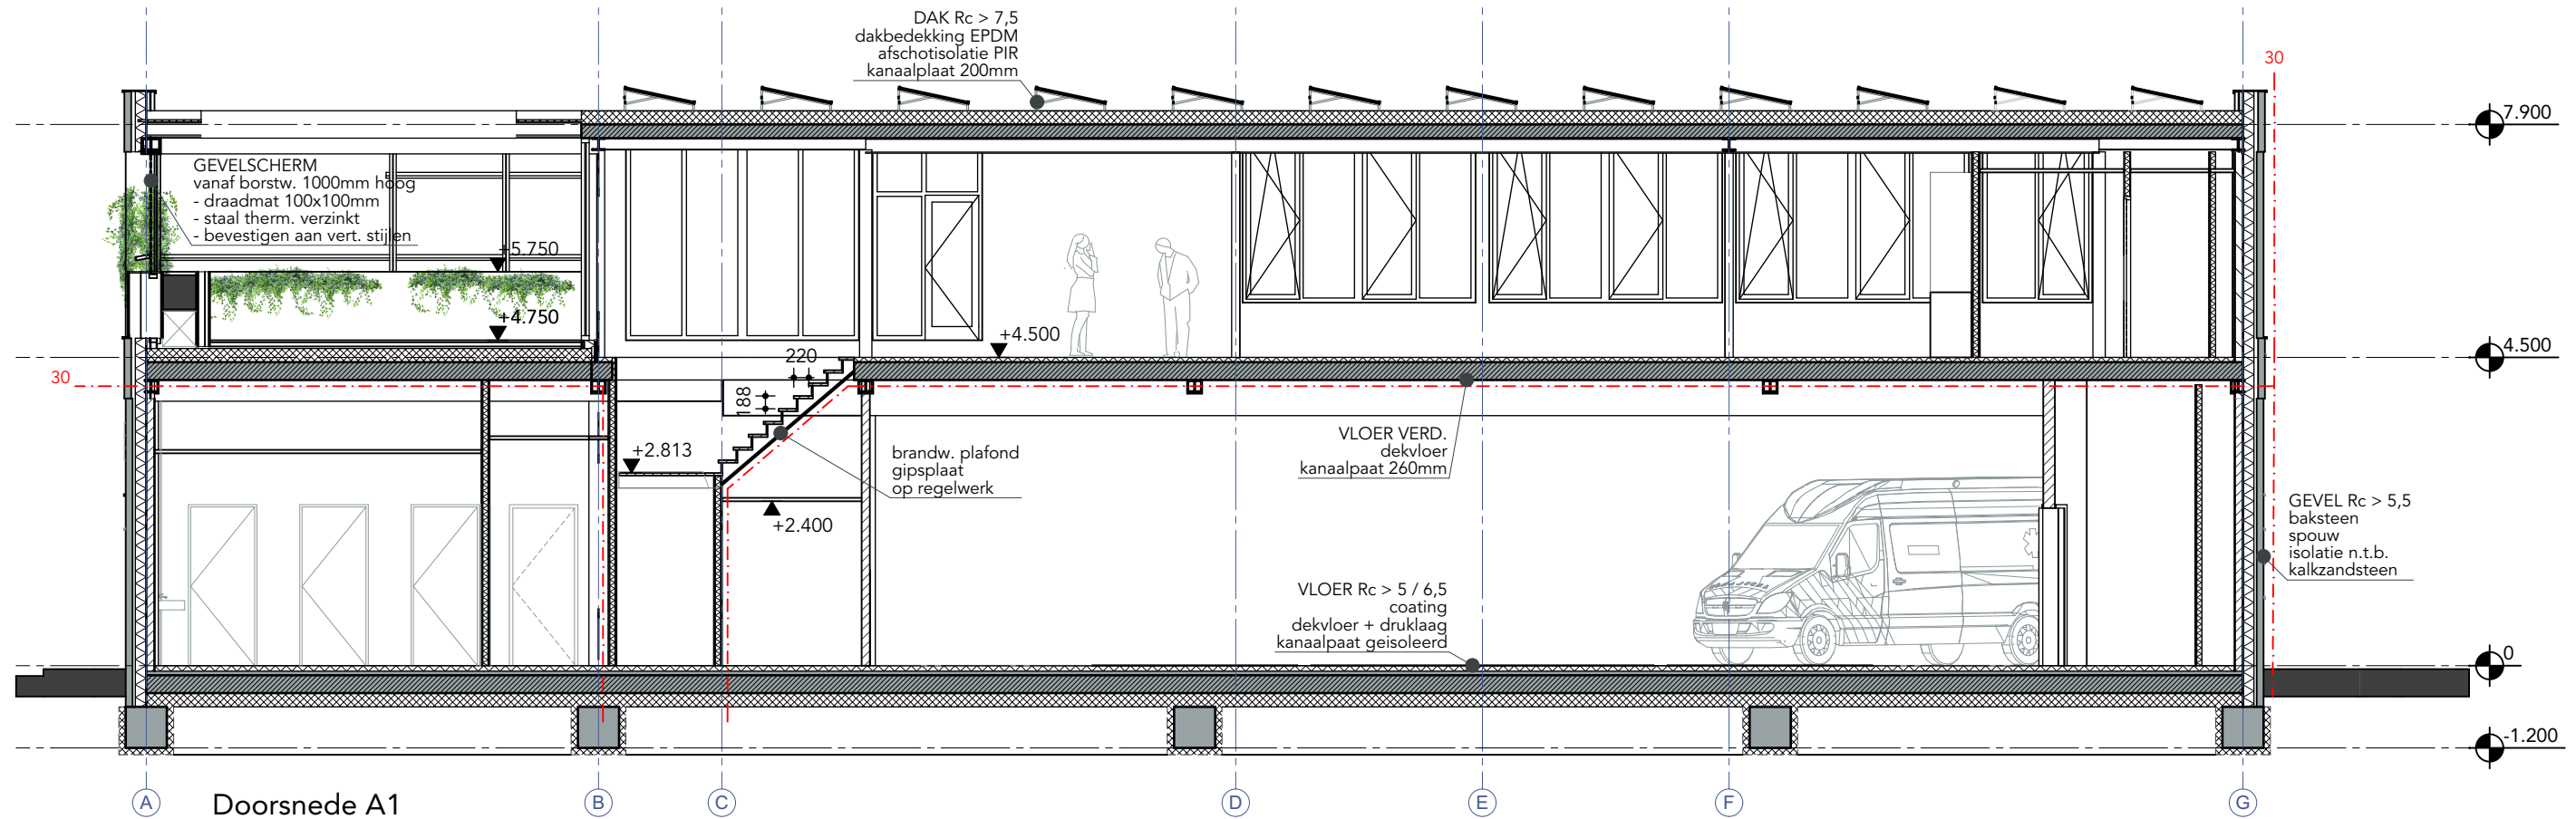 DAK Rc > 7,5
dakbedekking EPDM
afschotisolatie PIR
kanaalplaat 200mm
30
7.900
GEVELSCHERM
vanaf borstw. 1000mm hoog
- draadmat 100x100mm
- staal therm. verzinkt
- bevestigen aan vert. stijlen
+5.750
+4.750
+4.500
4.500
220
30
188
+2.813
brandw. plafond
gipsplaat
op regelwerk
VLOER VERD.
dekvloer
kanaalpaat 260mm
+2.400
GEVEL Rc > 5,5
baksteen
spouw
isolatie n.t.b.
kalkzandsteen
VLOER Rc > 5 / 6,5
coating
dekvloer + druklaag
kanaalpaat geisoleerd
0
-1.200
A
B
C
D
E
F
G
Doorsnede A1